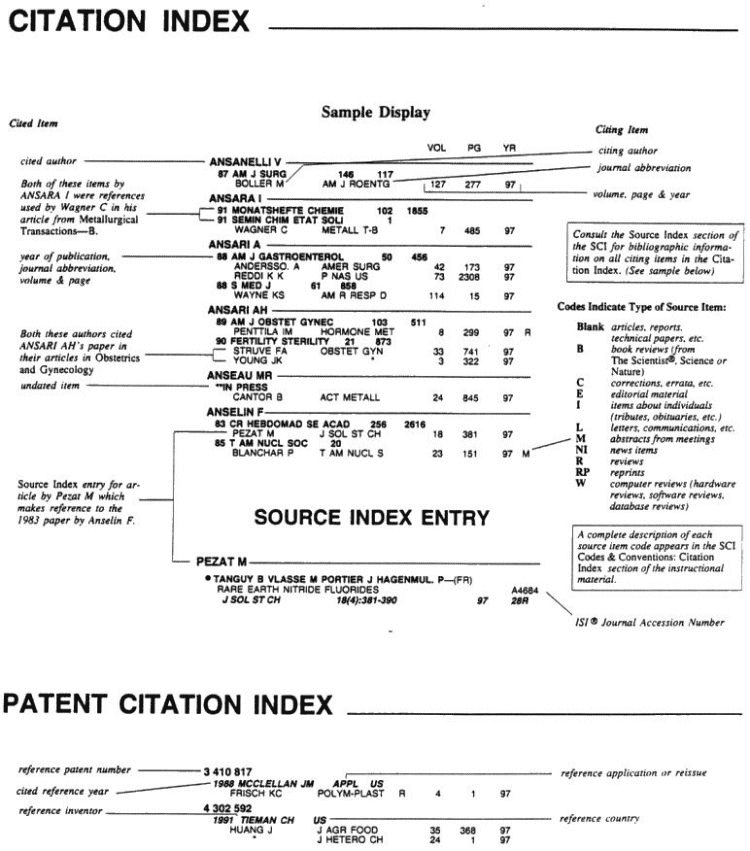 CITATION INDEX
Sample Display
Cited Item
Citing Item
VOL PG YR
citing author
cited author
ANSANELLI V
journal abbreviation
87 AM J SURG 146 117
BOLLER M AM J ROENTG 127 277 97
volume, page & year
Both of these items by
ANSARA I were references
used by Wagner C in his
article from Metallurgical
Transactions—B.
ANSARA I
91 MONATSHEFTE CHEMIE 102 1855
91 SEMIN CHIM ETAT SOLI 1
WAGNER C METALL T-B 7 485 97
Consult the Source Index section of
the SCI for bibliographic informa-
tion on all citing items in the Cita-
tion Index. (See sample below)
year of publication,
journal abbreviation,
volume & page
ANSARI A
88 AM J GASTROENTEROL 50 456
ANDERSSO. A AMER SURG 42 173 97
REDDI K K P NAS US 73 2308 97
88 S MED J 61 858
WAYNE KS AM R RESP D 114 15 97
Codes Indicate Type of Source Item:
Blank articles, reports,
technical papers, etc.
B book reviews (from
The Scientist®, Science or
Nature)
C corrections, errata, etc.
E editorial material
I items about individuals
(tributes, obituaries, etc.)
L letters, communications, etc.
M abstracts from meetings
NI news items
R reviews
RP reprints
W computer reviews (hardware
reviews, software reviews,
database reviews)
Both these authors cited
ANSARI AH's paper in
their articles in Obstetrics
and Gynecology
ANSARI AH
89 AM J OBSTET GYNEC 103 511
PENTTILA IM HORMONE MET 8 299 97 R
90 FERTILITY STERILITY 21 873
STRUVE FA OBSTET GYN 33 741 97
YOUNG JK " 3 322 97
undated item
ANSEAU MR
**IN PRESS
CANTOR B ACT METALL 24 845 97
ANSELIN F
83 CR HEBDOMAD SE ACAD 256 2616
PEZAT M J SOL ST CH 18 381 97
85 T AM NUCL SOC 20
BLANCHAR P T AM NUCL S 23 151 97 M
Source Index entry for ar-
ticle by Pezat M which
makes reference to the
1983 paper by Anselin F.
SOURCE INDEX ENTRY
A complete description of each
source item code appears in the SCI
Codes & Conventions: Citation
Index section of the instructional
material.
PEZAT M
• TANGUY B VLASSE M PORTIER J HAGENMUL. P—(FR)
RARE EARTH NITRIDE FLUORIDES A4684
J SOL ST CH 18(4):381-390 97 28R
ISI® Journal Accession Number
PATENT CITATION INDEX
reference patent number
3 410 817
reference application or reissue
cited reference year
1988 MCCLELLAN JM APPL US
FRISCH KC POLYM-PLAST R 4 1 97
reference inventor
4 302 592
1991 TIEMAN CH US
reference country
HUANG J J AGR FOOD 35 368 97
" J HETERO CH 24 1 97